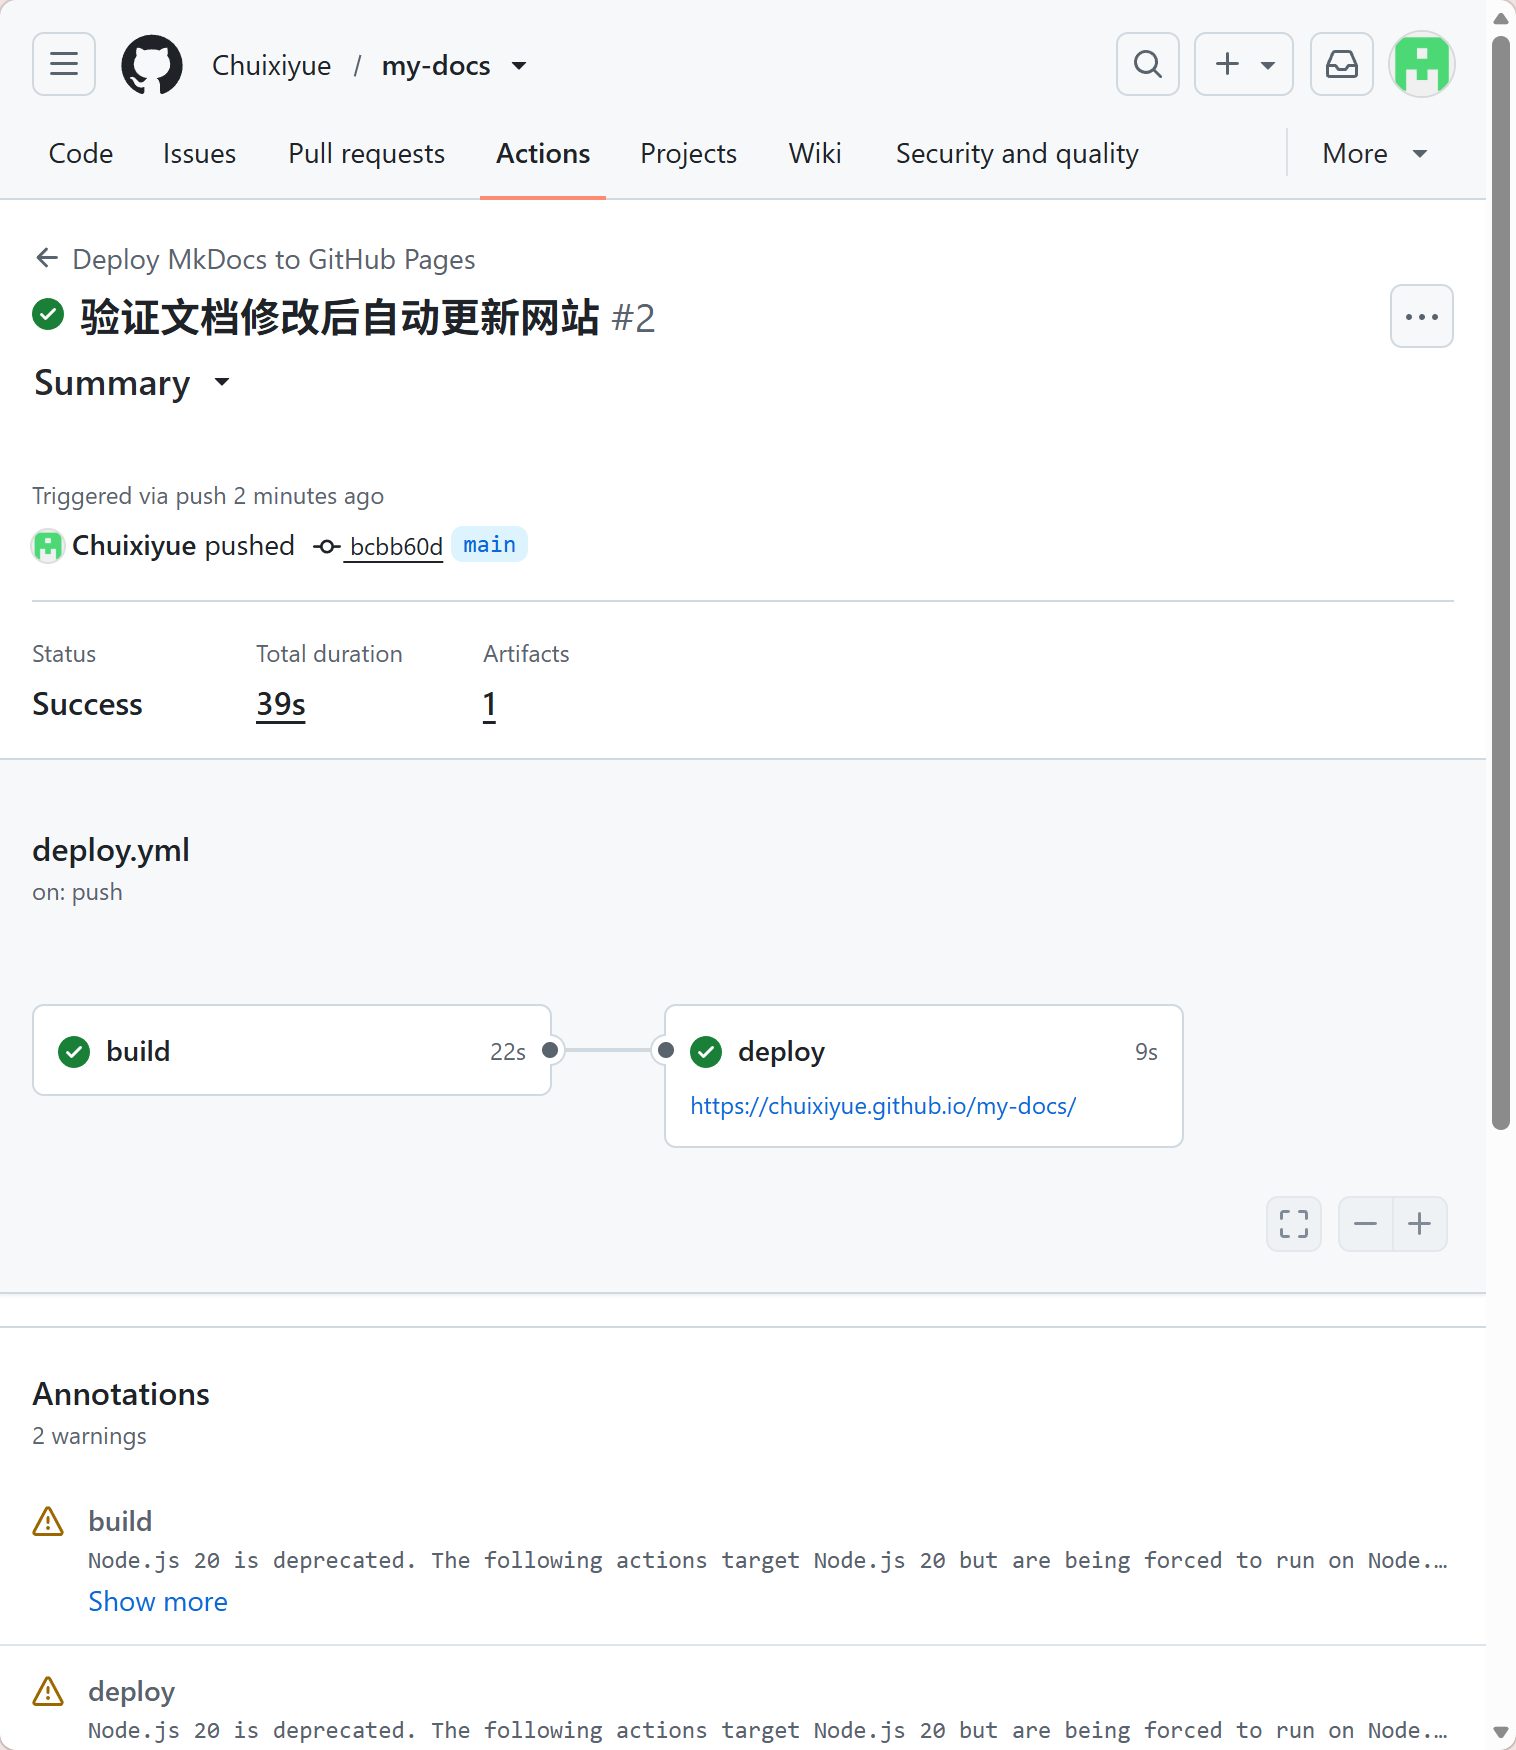 Chuixiyue / my-docs
Code Issues Pull requests Actions Projects Wiki Security and quality More
Deploy MkDocs to GitHub Pages
验证文档修改后自动更新网站 #2
Summary
Triggered via push 2 minutes ago
Chuixiyue pushed bcbb60d main
Status Total duration Artifacts
Success 39s 1
deploy.yml
on: push
build 22s deploy 9s
https://chuixiyue.github.io/my-docs/
Annotations
2 warnings
build
Node.js 20 is deprecated. The following actions target Node.js 20 but are being forced to run on Node.…
Show more
deploy
Node.js 20 is deprecated. The following actions target Node.js 20 but are being forced to run on Node.…